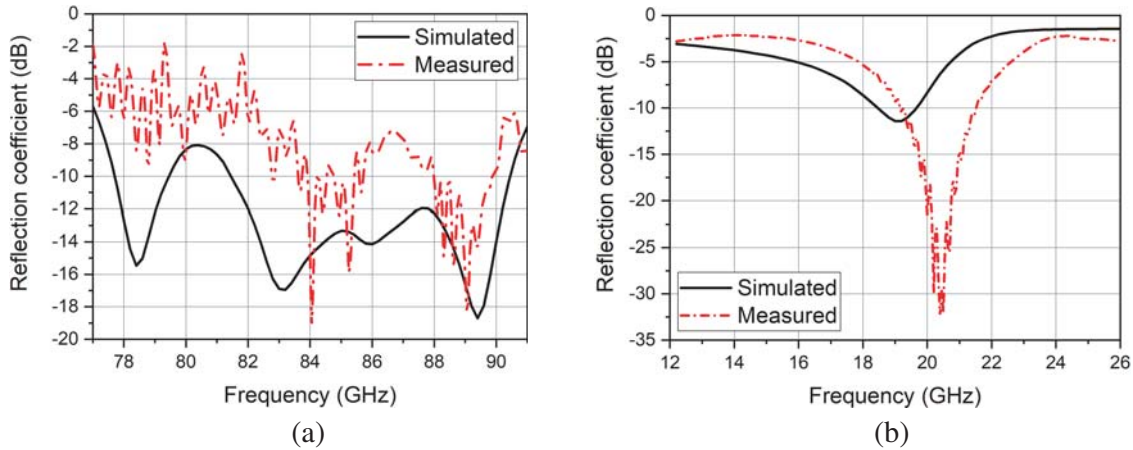 Reflection coefficient (dB)
0
-2
-4
-6
-8
-10
-12
-14
-16
-18
-20
Simulated
Measured
78 80 82 84 86 88 90
Frequency (GHz)
(a)
Reflection coefficient (dB)
0
-5
-10
-15
-20
-25
-30
-35
Simulated
Measured
12 14 16 18 20 22 24 26
Frequency (GHz)
(b)